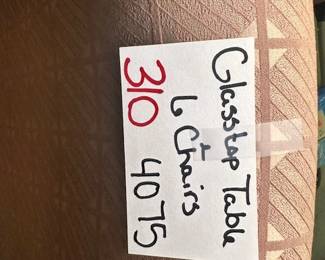 Glasstop Table
+
6 Chairs
310 4075